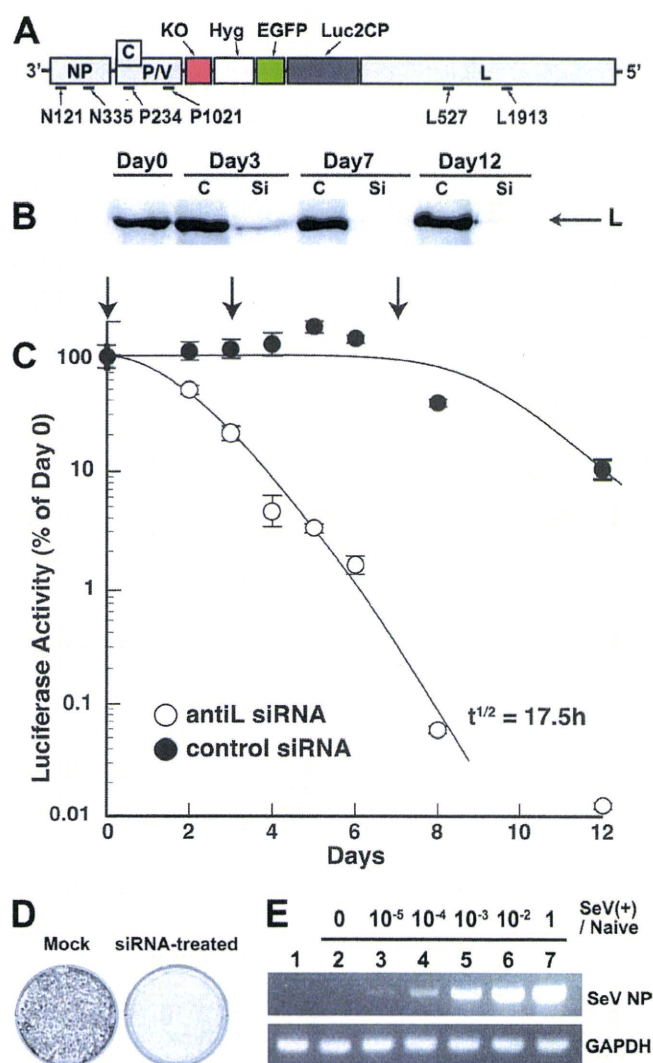 A
KO Hyg EGFP Luc2CP
3' NP C P/V L 5'
N121 N335 P234 P1021 L527 L1913
Day0 Day3 Day7 Day12
C Si C Si C Si
B L
C
Luciferase Activity (% of Day 0)
100
10
1
0.1
0.01
antiL siRNA
control siRNA
t1/2 = 17.5h
0 2 4 6 8 10 12
Days
D
Mock siRNA-treated
E
0 10-5 10-4 10-3 10-2 1 SeV(+) / Naive
1 2 3 4 5 6 7
SeV NP
GAPDH